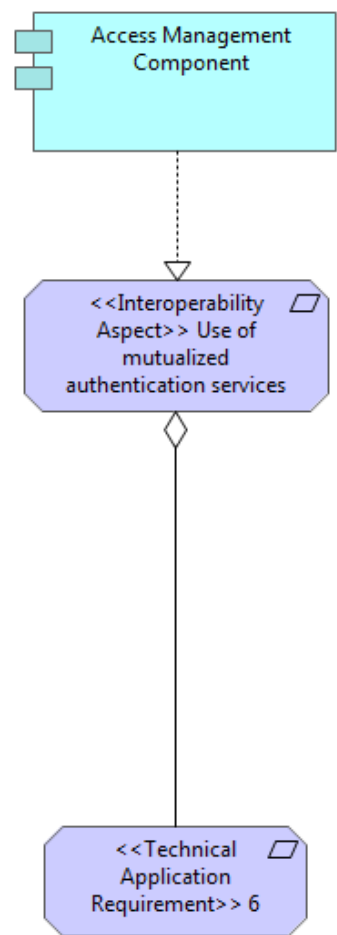 Access Management
Component
<<Interoperability
Aspect>> Use of
mutualized
authentication services
<<Technical
Application
Requirement>> 6